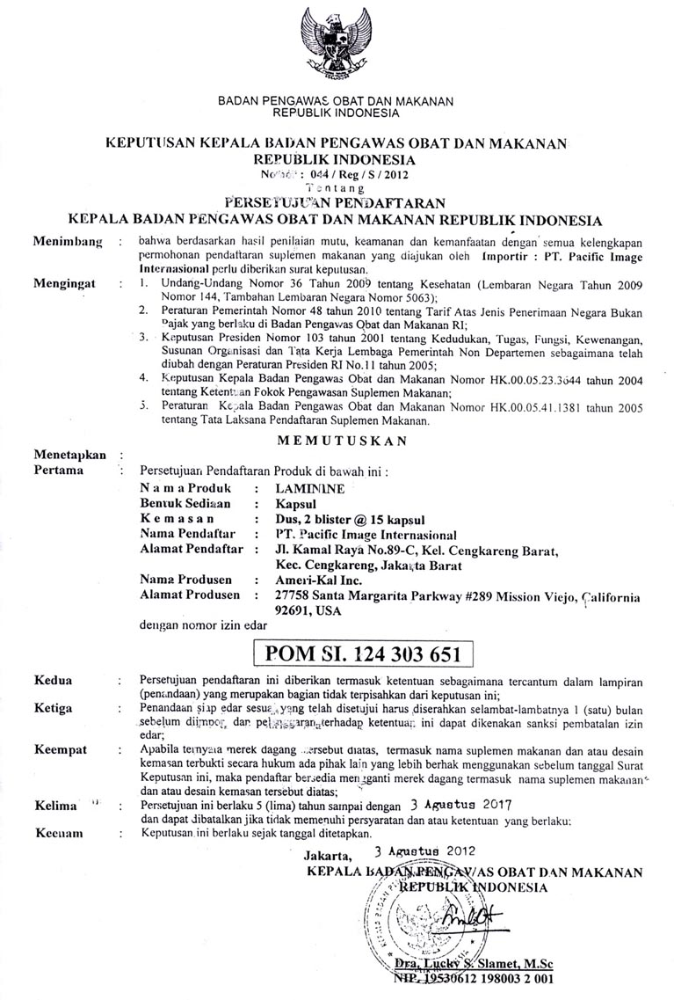 BADAN PENGAWAS OBAT DAN MAKANAN
REPUBLIK INDONESIA
KEPUTUSAN KEPALA BADAN PENGAWAS OBAT DAN MAKANAN
REPUBLIK INDONESIA
Nomor : 044 / Reg / S / 2012
Tentang
PERSETUJUAN PENDAFTARAN
KEPALA BADAN PENGAWAS OBAT DAN MAKANAN REPUBLIK INDONESIA
Menimbang : bahwa berdasarkan hasil penilaian mutu, keamanan dan kemanfaatan dengan semua kelengkapan
permohonan pendaftaran suplemen makanan yang diajukan oleh Importir : PT. Pacific Image
Internasional perlu diberikan surat keputusan.
Mengingat : 1. Undang-Undang Nomor 36 Tahun 2009 tentang Kesehatan (Lembaran Negara Tahun 2009
Nomor 144, Tambahan Lembaran Negara Nomor 5063);
2. Peraturan Pemerintah Nomor 48 tahun 2010 tentang Tarif Atas Jenis Penerimaan Negara Bukan
Pajak yang berlaku di Badan Pengawas Obat dan Makanan RI;
3. Keputusan Presiden Nomor 103 tahun 2001 tentang Kedudukan, Tugas, Fungsi, Kewenangan,
Susunan Organisasi dan Tata Kerja Lembaga Pemerintah Non Departemen sebagaimana telah
diubah dengan Peraturan Presiden RI No.11 tahun 2005;
4. Keputusan Kepala Badan Pengawas Obat dan Makanan Nomor HK.00.05.23.3644 tahun 2004
tentang Ketentuan Fokok Pengawasan Suplemen Makanan;
5. Peraturan Kepala Badan Pengawas Obat dan Makanan Nomor HK.00.05.41.1381 tahun 2005
tentang Tata Laksana Pendaftaran Suplemen Makanan.
M E M U T U S K A N
Menetapkan :
Pertama : Persetujuan Pendaftaran Produk di bawah ini :
N a m a Produk : LAMININE
Bentuk Sediaan : Kapsul
K e m a s a n : Dus, 2 blister @ 15 kapsul
Nama Pendaftar : PT. Pacific Image Internasional
Alamat Pendaftar : Jl. Kamal Raya No.89-C, Kel. Cengkareng Barat,
Kec. Cengkareng, Jakarta Barat
Nama Produsen : Ameri-Kal Inc.
Alamat Produsen : 27758 Santa Margarita Parkway #289 Mission Viejo, California
92691, USA
dengan nomor izin edar
POM SI. 124 303 651
Kedua : Persetujuan pendaftaran ini diberikan termasuk ketentuan sebagaimana tercantum dalam lampiran
(penandaan) yang merupakan bagian tidak terpisahkan dari keputusan ini;
Ketiga : Penandaan siap edar sesuai yang telah disetujui harus diserahkan selambat-lambatnya 1 (satu) bulan
sebelum diimpor, dan pelanggaran terhadap ketentuan ini dapat dikenakan sanksi pembatalan izin
edar;
Keempat : Apabila ternyata merek dagang tersebut diatas, termasuk nama suplemen makanan dan atau desain
kemasan terbukti secara hukum ada pihak lain yang lebih berhak menggunakan sebelum tanggal Surat
Keputusan ini, maka pendaftar bersedia mengganti merek dagang termasuk nama suplemen makanan
dan atau desain kemasan tersebut diatas;
Kelima : Persetujuan ini berlaku 5 (lima) tahun sampai dengan 3 Agustus 2017
dan dapat dibatalkan jika tidak memenuhi persyaratan dan atau ketentuan yang berlaku:
Keenam : Keputusan ini berlaku sejak tanggal ditetapkan.
Jakarta, 3 Agustus 2012
KEPALA BADAN PENGAWAS OBAT DAN MAKANAN
REPUBLIK INDONESIA
Dra. Lucky S. Slamet, M.Sc
NIP. 19530612 198003 2 001